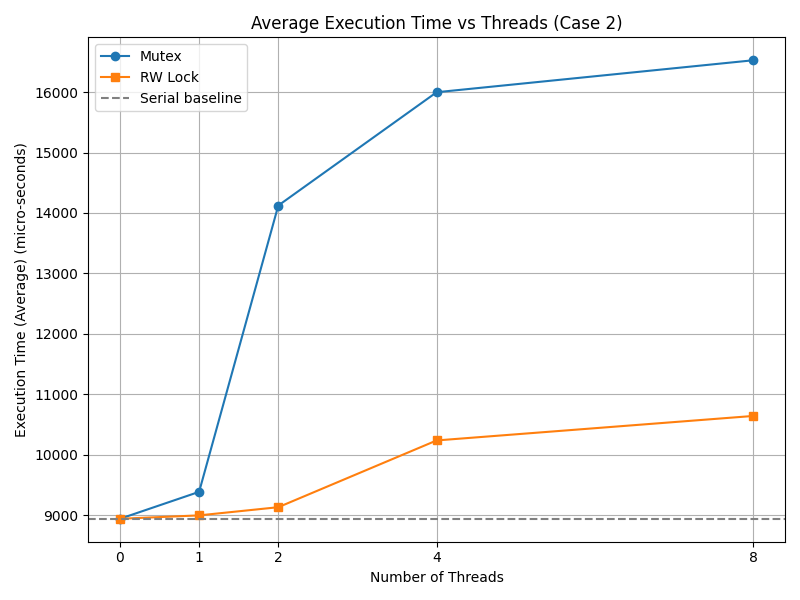 Average Execution Time vs Threads (Case 2)
Mutex
RW Lock
Serial baseline
Execution Time (Average) (micro-seconds)
16000
15000
14000
13000
12000
11000
10000
9000
0 1 2 4 8
Number of Threads